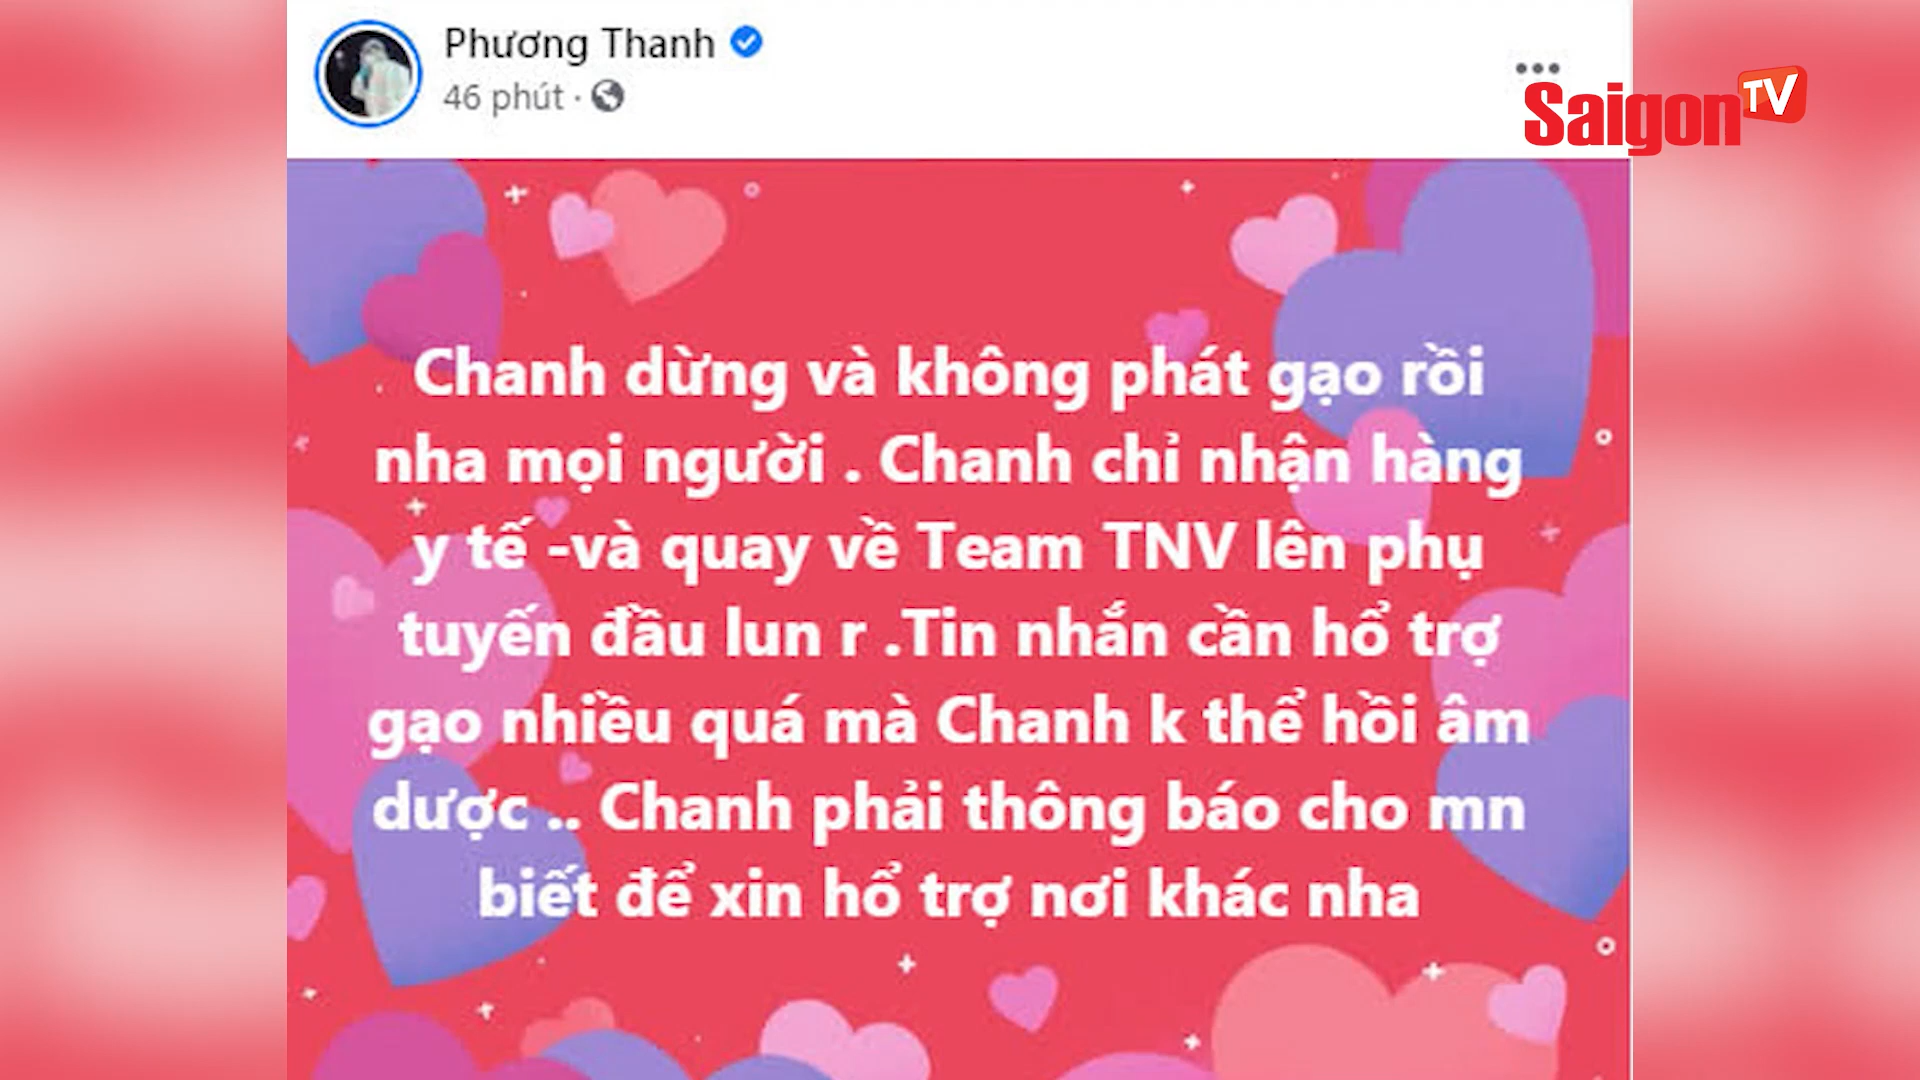 Phương Thanh
46 phút ·
Saigon TV
Chanh dừng và không phát gạo rồi
nha mọi người . Chanh chỉ nhận hàng
y tế -và quay về Team TNV lên phụ
tuyến đầu lun r .Tin nhắn cần hổ trợ
gạo nhiều quá mà Chanh k thể hồi âm
dược .. Chanh phải thông báo cho mn
biết để xin hổ trợ nơi khác nha